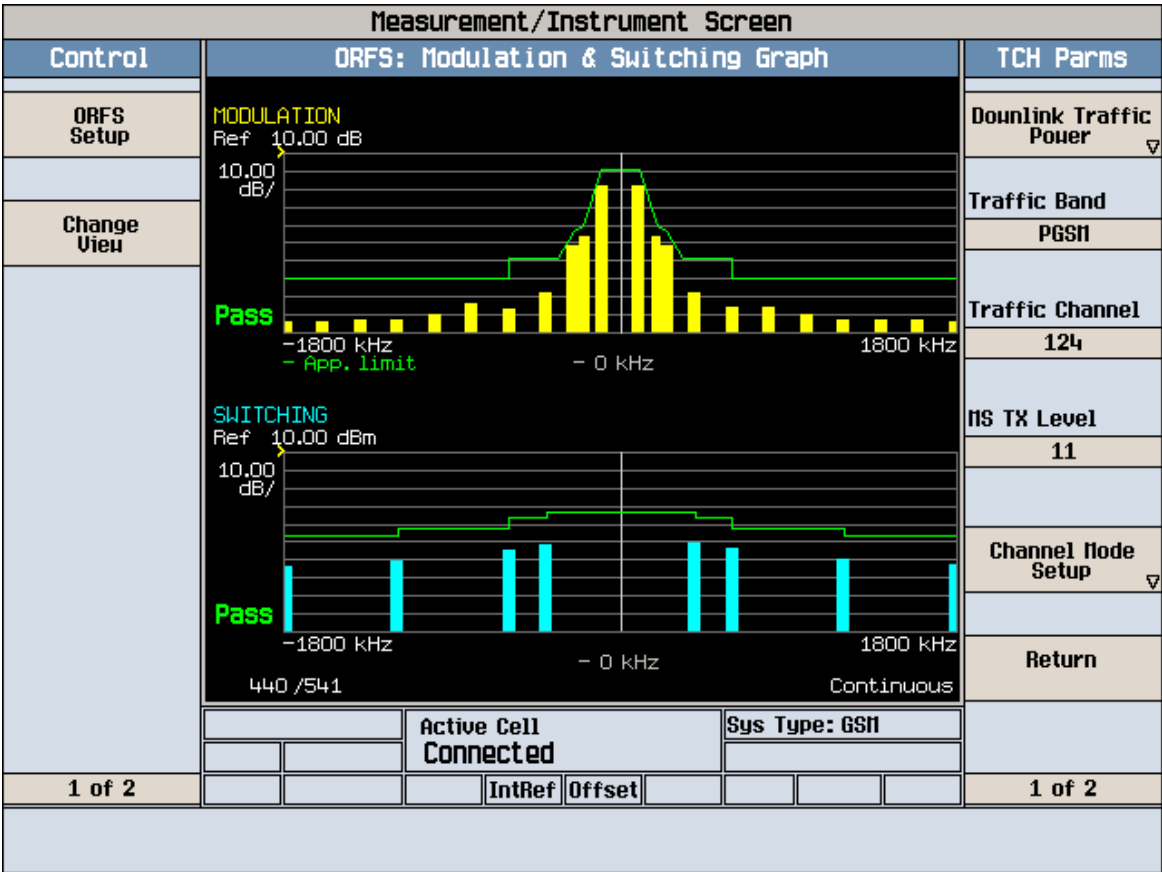 Measurement/Instrument Screen
Control
ORFS: Modulation & Switching Graph
TCH Parms
ORFS
Setup
Change
View
1 of 2
MODULATION
Ref 10.00 dB
10.00
dB/
Pass
-1800 kHz
1800 kHz
- App. limit
- 0 kHz
SWITCHING
Ref 10.00 dBm
10.00
dB/
Pass
-1800 kHz
1800 kHz
- 0 kHz
440 /541
Continuous
Active Cell
Connected
Sys Type: GSM
IntRef
Offset
Downlink Traffic
Power
Traffic Band
PGSM
Traffic Channel
124
MS TX Level
11
Channel Mode
Setup
Return
1 of 2